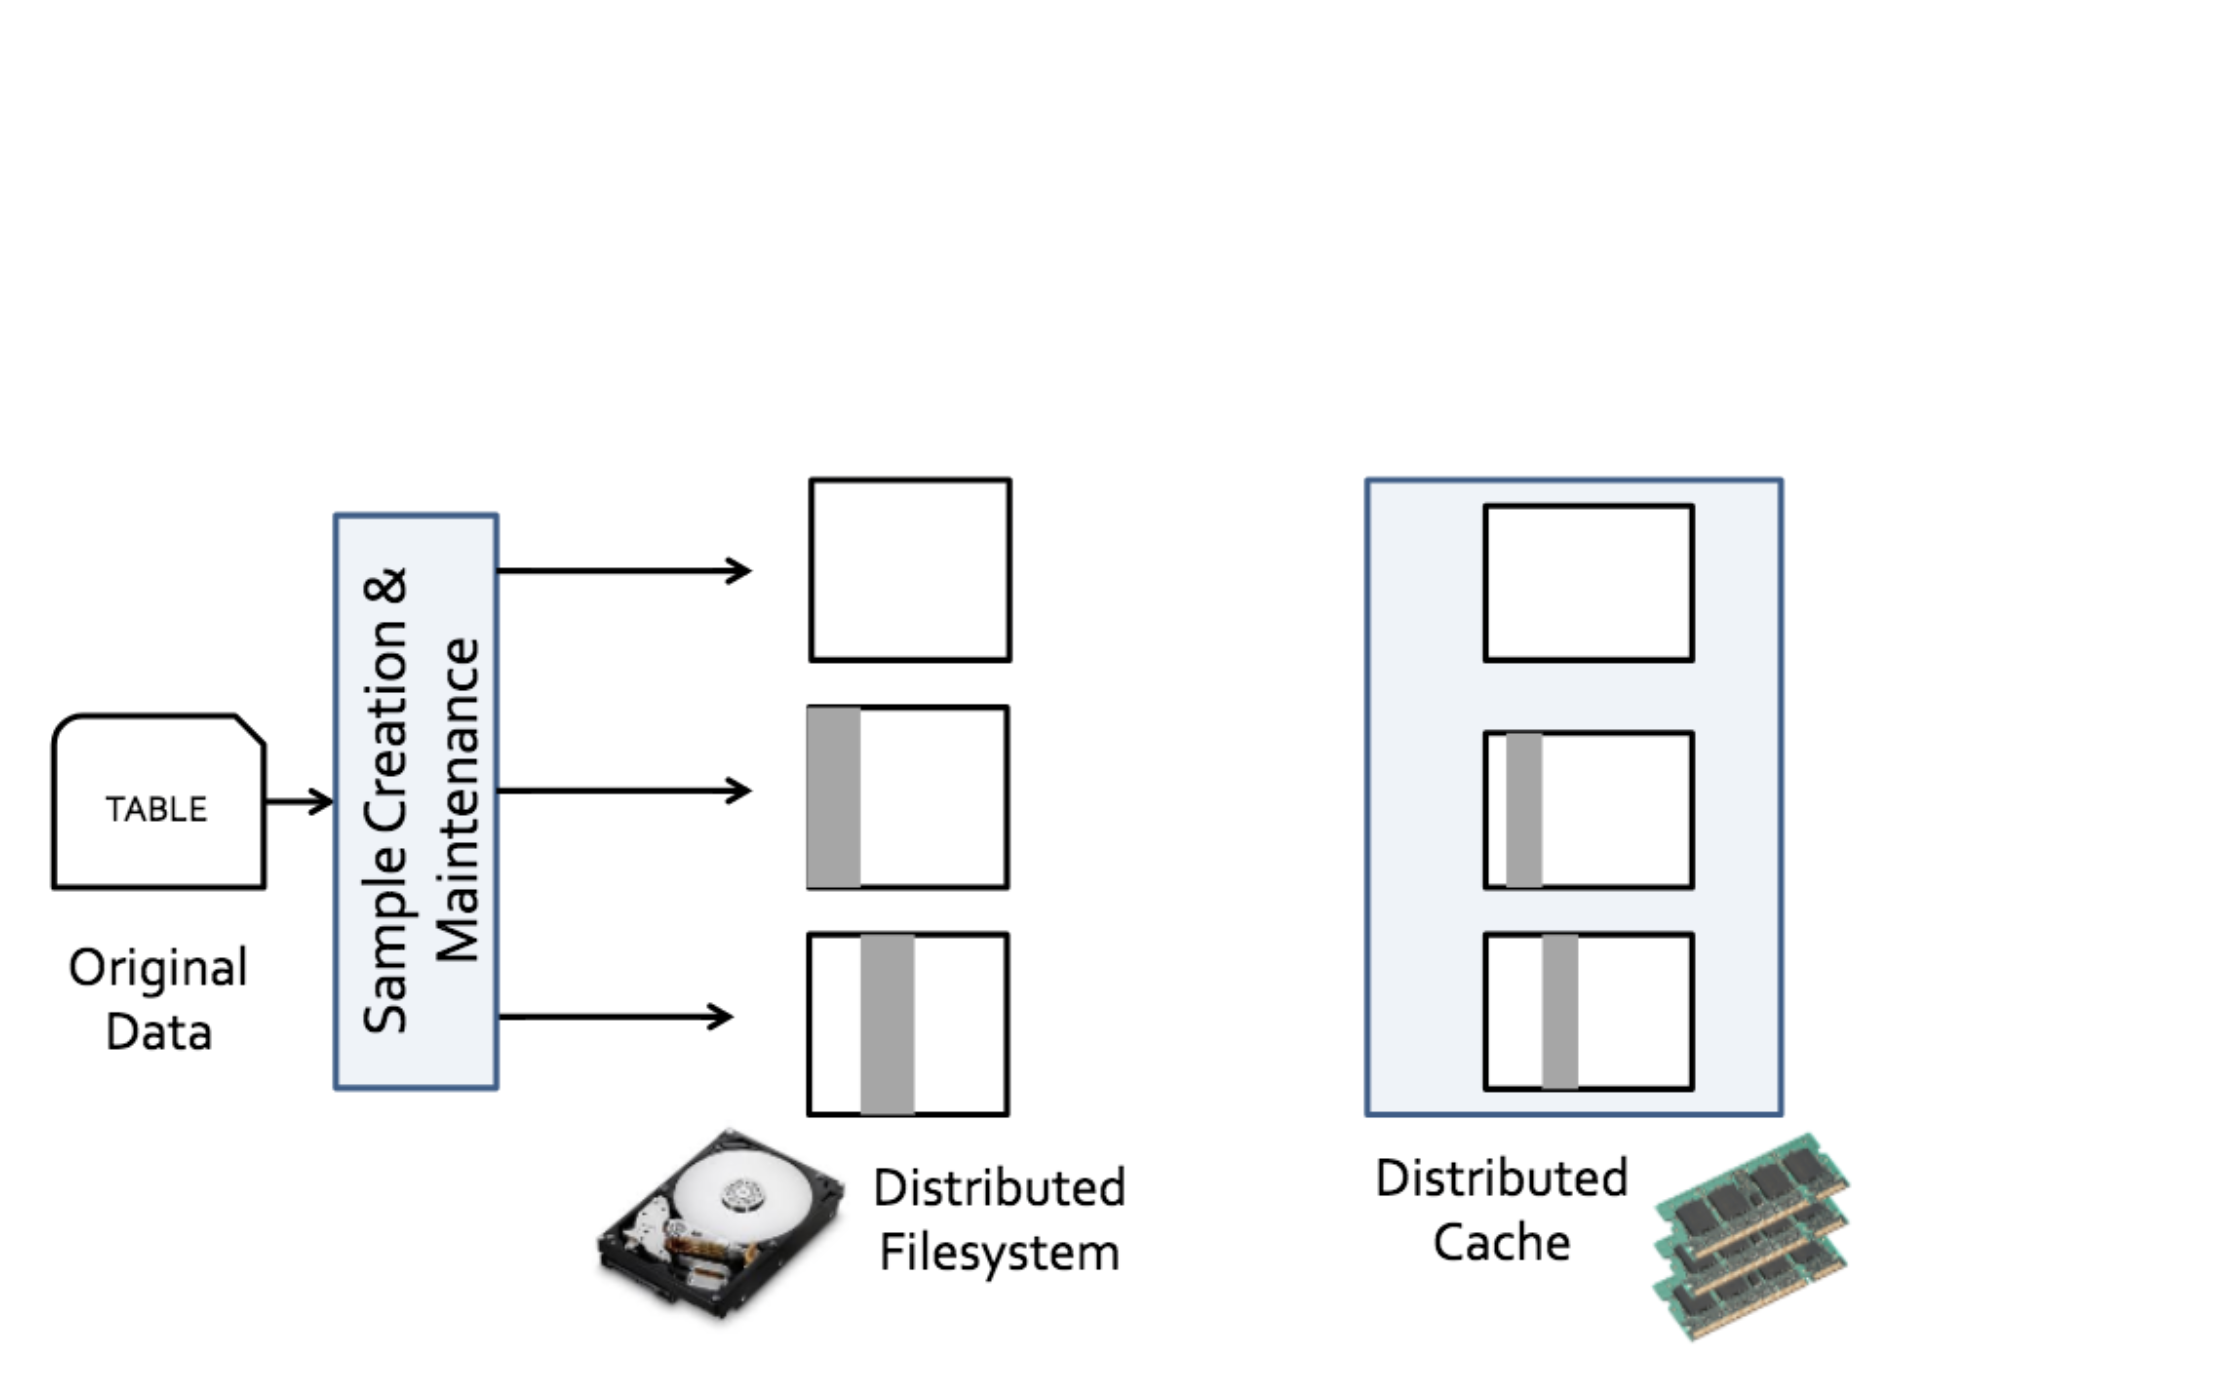 TABLE
Original
Data
Sample Creation &
Maintenance
Distributed
Filesystem
Distributed
Cache